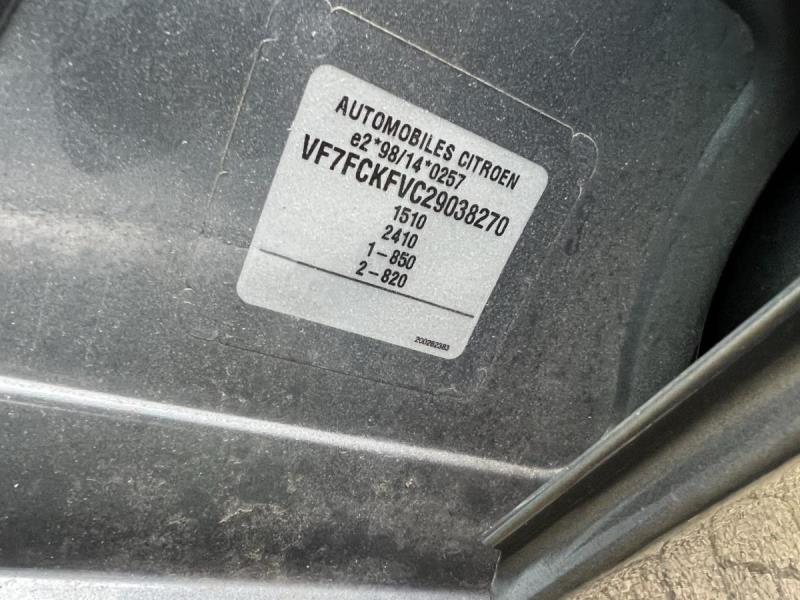 AUTOMOBILES CITROEN
e2*98/14*0257
VF7FCKFVC29038270
1510
2410
1-850
2-820
200262383